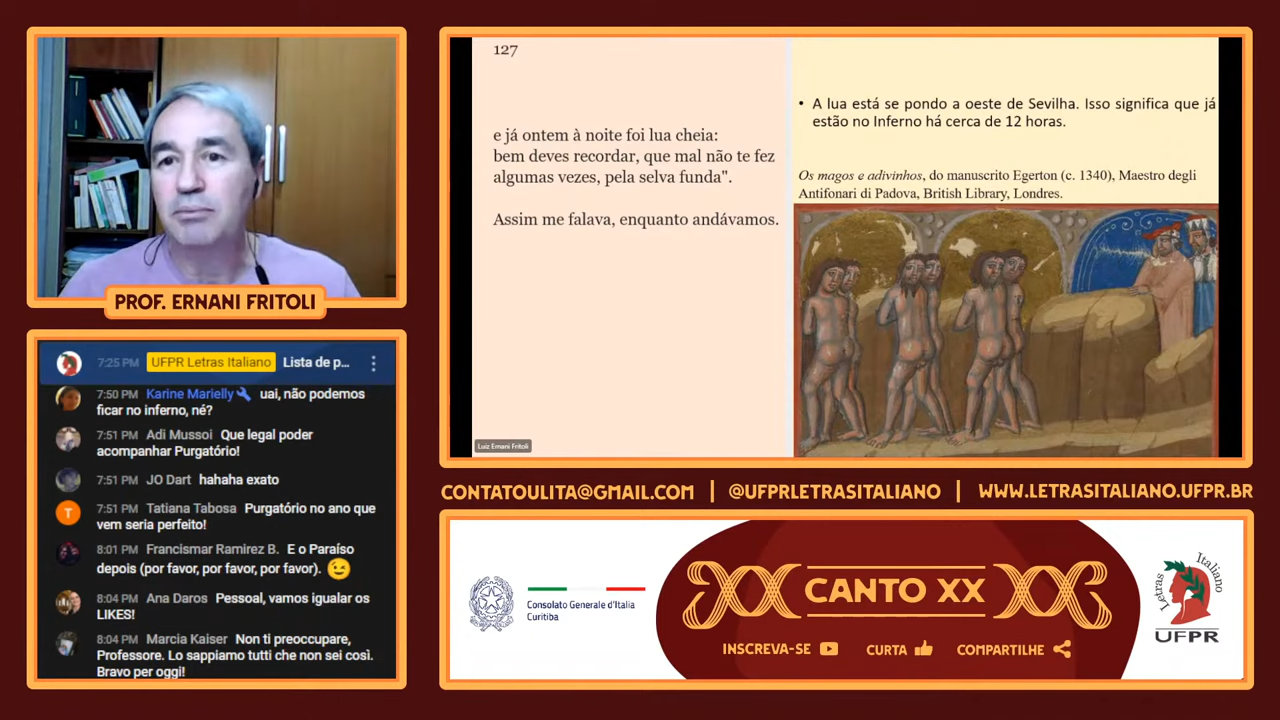 PROF. ERNANI FRITOLI
7:25 PM UFPR Letras Italiano Lista de p...
7:50 PM Karine Marielly uai, não podemos
ficar no inferno, né?
7:51 PM Adi Mussoi Que legal poder
acompanhar Purgatório!
7:51 PM JO Dart hahaha exato
T
7:51 PM Tatiana Tabosa Purgatório no ano que
vem seria perfeito!
8:01 PM Francismar Ramirez B. E o Paraíso
depois (por favor, por favor, por favor).
8:04 PM Ana Daros Pessoal, vamos igualar os
LIKES!
8:04 PM Marcia Kaiser Non ti preoccupare,
Professore. Lo sappiamo tutti che non sei così.
Bravo per oggi!
127
e já ontem à noite foi lua cheia:
bem deves recordar, que mal não te fez
algumas vezes, pela selva funda".
Assim me falava, enquanto andávamos.
Luiz Ernani Fritoli
• A lua está se pondo a oeste de Sevilha. Isso significa que já
estão no Inferno há cerca de 12 horas.
Os magos e adivinhos, do manuscrito Egerton (c. 1340), Maestro degli
Antifonari di Padova, British Library, Londres.
CONTATOULITA@GMAIL.COM | @UFPRLETRASITALIANO | WWW.LETRASITALIANO.UFPR.BR
Consolato Generale d'Italia
Curitiba
XX CANTO XX XX
INSCREVA-SE CURTA COMPARTILHE
Letras Italiano
UFPR